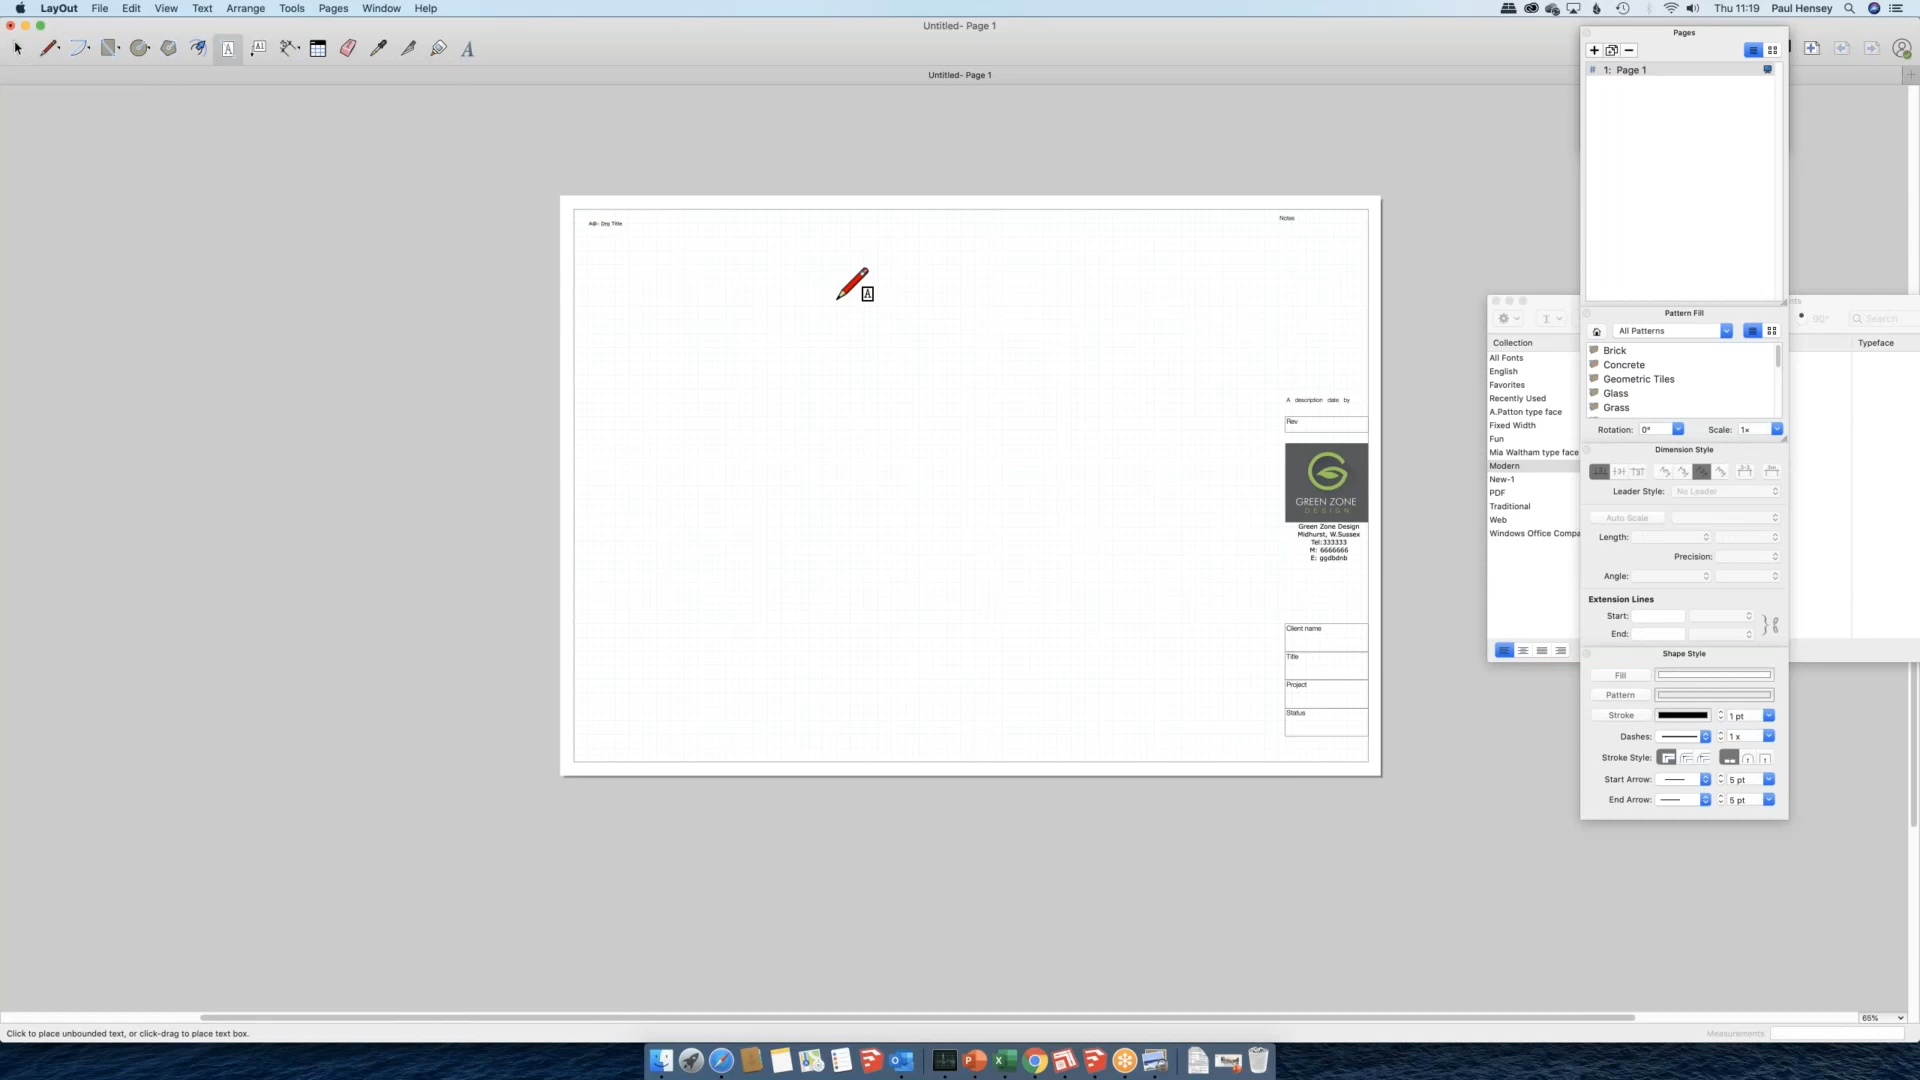 LayOut File Edit View Text Arrange Tools Pages Window Help
Thu 11:19 Paul Hensey
Untitled- Page 1
Untitled- Page 1
Pages
1: Page 1
A@: Drg Title
Notes
A description date by
Rev
GREEN ZONE
DESIGN
Green Zone Design
Midhurst, W.Sussex
Tel:333333
M: 6666666
E: ggdbdnb
Client name
Title
Project
Status
90°
Search
Collection
Typeface
All Fonts
English
Favorites
Recently Used
A.Patton type face
Fixed Width
Fun
Mia Waltham type face
Modern
New-1
PDF
Traditional
Web
Windows Office Compa
Pattern Fill
All Patterns
Brick
Concrete
Geometric Tiles
Glass
Grass
Rotation: 0° Scale: 1x
Dimension Style
Leader Style: No Leader
Auto Scale
Length:
Precision:
Angle:
Extension Lines
Start:
End:
Shape Style
Fill
Pattern
Stroke 1 pt
Dashes: 1 x
Stroke Style:
Start Arrow: 5 pt
End Arrow: 5 pt
65%
Click to place unbounded text, or click-drag to place text box.
Measurements